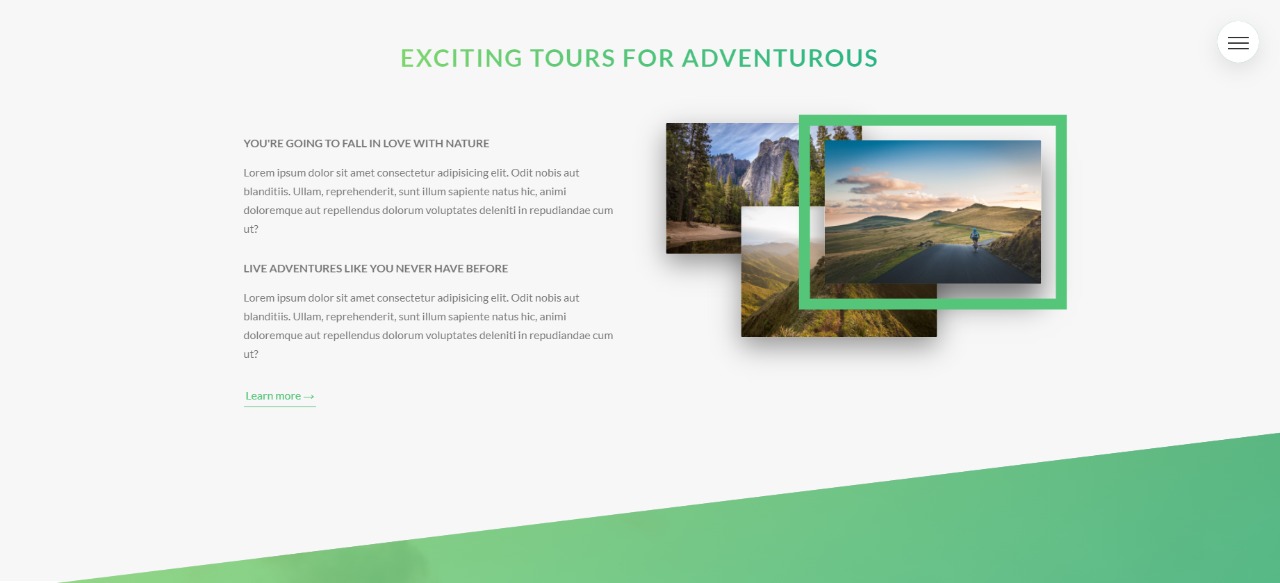 EXCITING TOURS FOR ADVENTUROUS
YOU'RE GOING TO FALL IN LOVE WITH NATURE
Lorem ipsum dolor sit amet consectetur adipisicing elit. Odit nobis aut
blanditiis. Ullam, reprehenderit, sunt illum sapiente natus hic, animi
doloremque aut repellendus dolorum voluptates deleniti in repudiandae cum
ut?
LIVE ADVENTURES LIKE YOU NEVER HAVE BEFORE
Lorem ipsum dolor sit amet consectetur adipisicing elit. Odit nobis aut
blanditiis. Ullam, reprehenderit, sunt illum sapiente natus hic, animi
doloremque aut repellendus dolorum voluptates deleniti in repudiandae cum
ut?
Learn more →